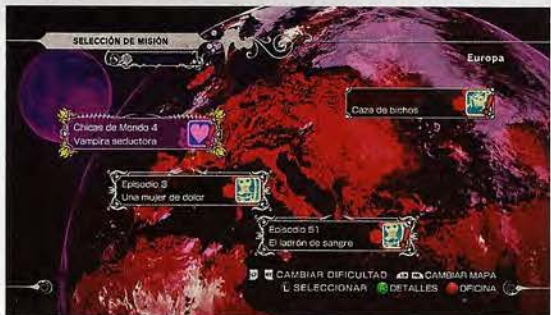 SELECCIÓN DE MISIÓN
Europa
Caza de bichos
Chicas de Mondo 4
Vampira seductora
Episodio 3
Una mujer de dolor
Episodio 51
El ladrón de sangre
CAMBIAR DIFICULTAD CAMBIAR MAPA
L SELECCIONAR DETALLES OFICINA